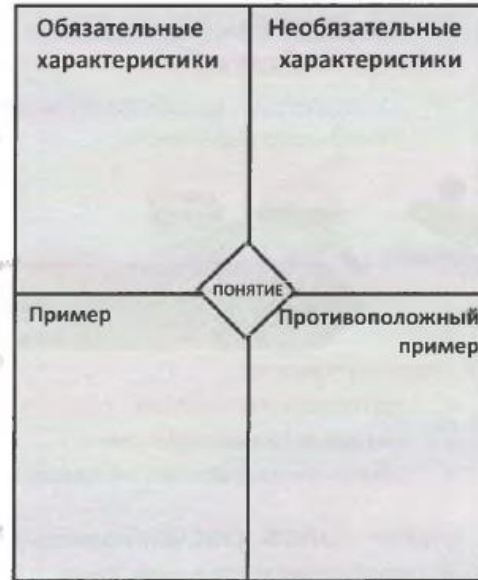 Обязательные
характеристики
Необязательные
характеристики
ПОНЯТИЕ
Пример
Противоположный
пример